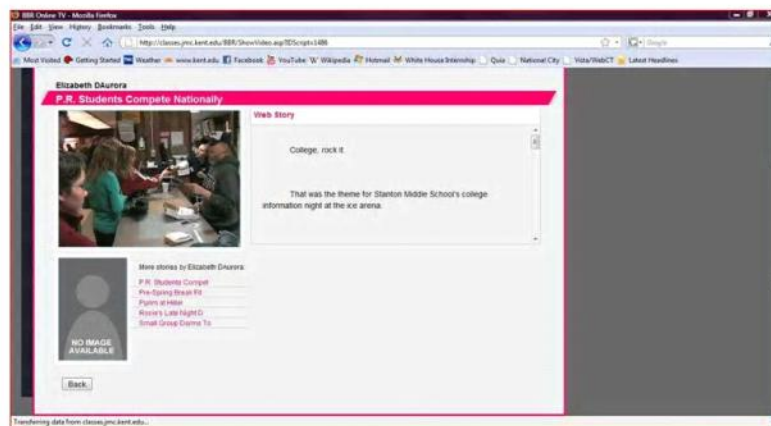 BBR Online TV - Mozilla Firefox
File Edit View History Bookmarks Tools Help
http://classes.jmc.kent.edu/BBR/ShowVideo.asp?IDScript=1486
Google
Most Visited Getting Started Weather www.kent.edu Facebook YouTube Wikipedia Hotmail White House Internship Quia National City Vista/WebCT Latest Headlines
Elizabeth DAurora
P.R. Students Compete Nationally
Web Story
College, rock it.
That was the theme for Stanton Middle School's college
information night at the ice arena.
More stories by Elizabeth DAurora
P.R. Students Compet
Pre-Spring Break Fit
at Hiller
Rosie's Late Night D
Small Group Dorms To
NO IMAGE
AVAILABLE
Back
Transferring data from classes.jmc.kent.edu...